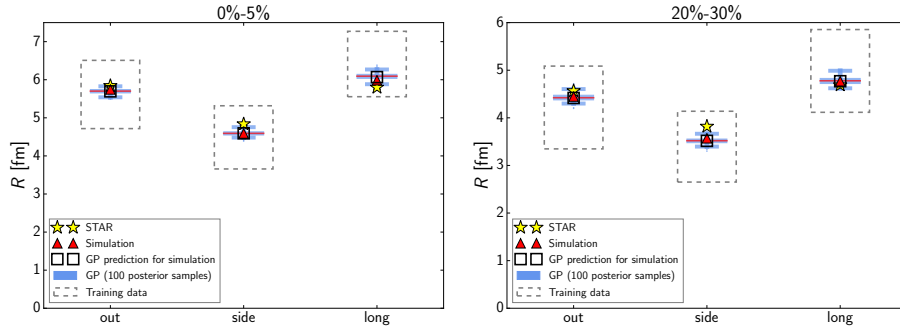 0%-5%
7
6
5
4
3
2
1
0
R [fm]
STAR
Simulation
GP prediction for simulation
GP (100 posterior samples)
Training data
out side long
20%-30%
6
5
4
3
2
1
0
R [fm]
STAR
Simulation
GP prediction for simulation
GP (100 posterior samples)
Training data
out side long